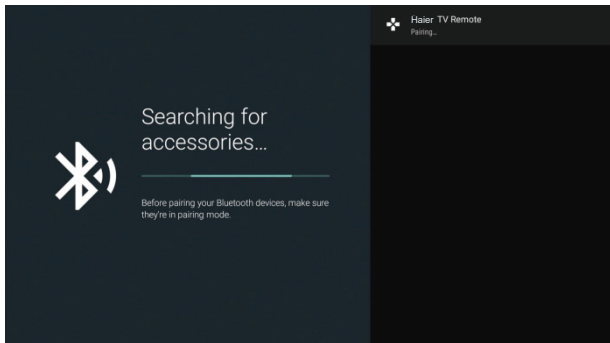 Searching for
accessories...
Before pairing your Bluetooth devices, make sure
they're in pairing mode.
Haier TV Remote
Pairing...